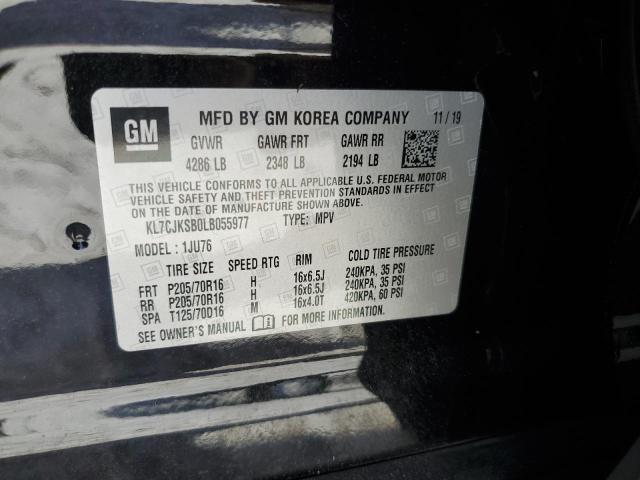 GM
MFD BY GM KOREA COMPANY 11/19
GVWR GAWR FRT GAWR RR
4286 LB 2348 LB 2194 LB
THIS VEHICLE CONFORMS TO ALL APPLICABLE U.S. FEDERAL MOTOR
VEHICLE SAFETY AND THEFT PREVENTION STANDARDS IN EFFECT
ON THE DATE OF MANUFACTURE SHOWN ABOVE.
KL7CJKSB0LB055977 TYPE: MPV
MODEL: 1JU76
TIRE SIZE SPEED RTG RIM COLD TIRE PRESSURE
FRT P205/70R16 H 16x6.5J 240KPA, 35 PSI
RR P205/70R16 H 16x6.5J 240KPA, 35 PSI
SPA T125/70D16 M 16x4.0T 420KPA, 60 PSI
SEE OWNER'S MANUAL FOR MORE INFORMATION.